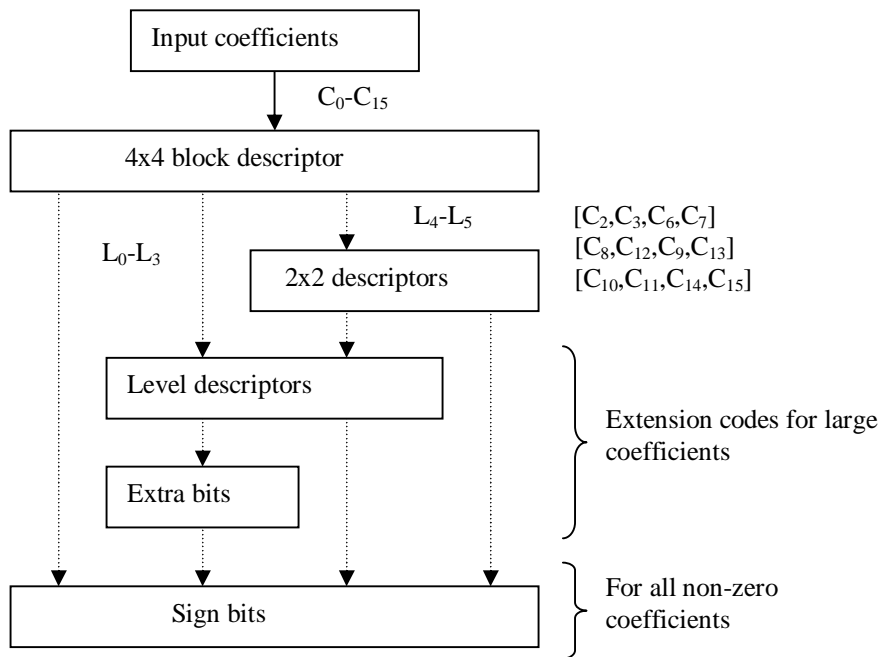 Input coefficients
C₀-C₁₅
4x4 block descriptor
L₄-L₅
[C₂,C₃,C₆,C₇]
[C₈,C₁₂,C₉,C₁₃]
[C₁₀,C₁₁,C₁₄,C₁₅]
L₀-L₃
2x2 descriptors
Level descriptors
Extension codes for large
coefficients
Extra bits
For all non-zero
coefficients
Sign bits